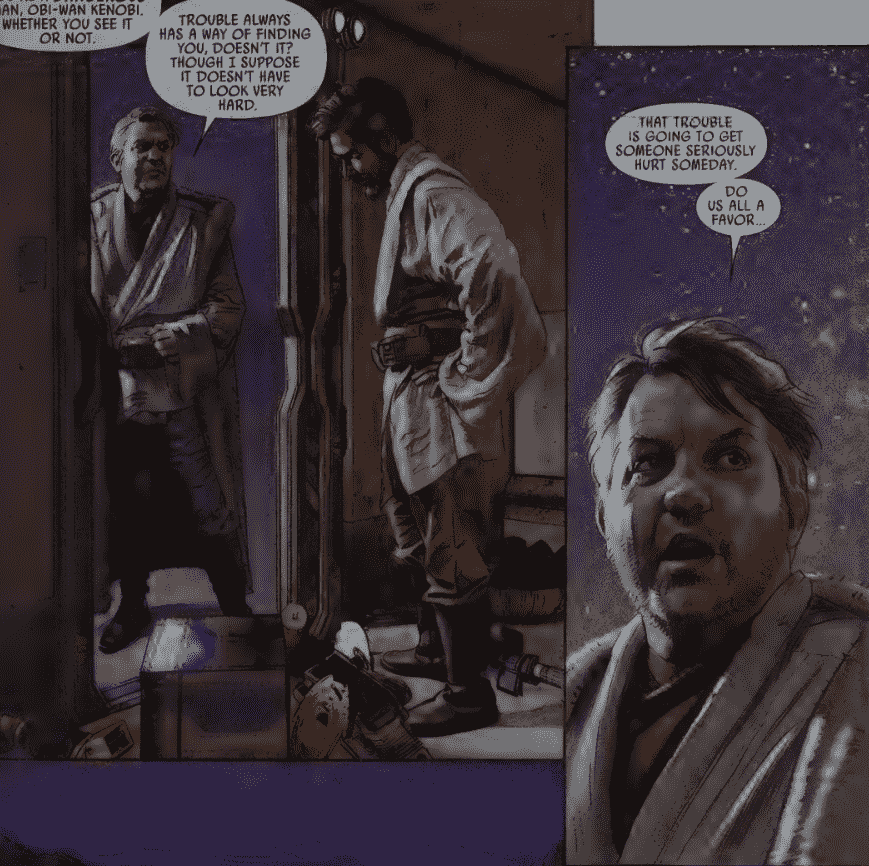 MAN, OBI-WAN KENOBI.
WHETHER YOU SEE IT
OR NOT.
TROUBLE ALWAYS
HAS A WAY OF FINDING
YOU, DOESN'T IT?
THOUGH I SUPPOSE
IT DOESN'T HAVE
TO LOOK VERY
HARD.
THAT TROUBLE
IS GOING TO GET
SOMEONE SERIOUSLY
HURT SOMEDAY.
DO
US ALL A
FAVOR...